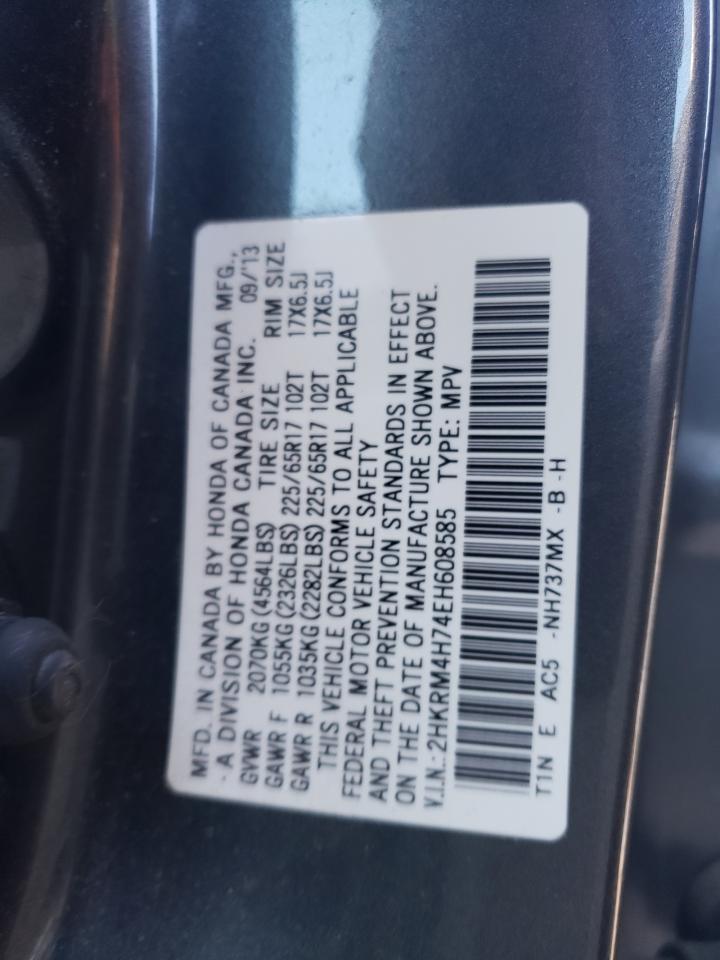 MFD. IN CANADA BY HONDA OF CANADA MFG.,
- A DIVISION OF HONDA CANADA INC. 09/'13
GVWR 2070KG (4564LBS) TIRE SIZE RIM SIZE
GAWR F 1055KG (2326LBS) 225/65R17 102T 17X6.5J
GAWR R 1035KG (2282LBS) 225/65R17 102T 17X6.5J
THIS VEHICLE CONFORMS TO ALL APPLICABLE
FEDERAL MOTOR VEHICLE SAFETY
AND THEFT PREVENTION STANDARDS IN EFFECT
ON THE DATE OF MANUFACTURE SHOWN ABOVE.
V.I.N.: 2HKRM4H74EH608585 TYPE: MPV
T1N E AC5 -NH737MX -B -H